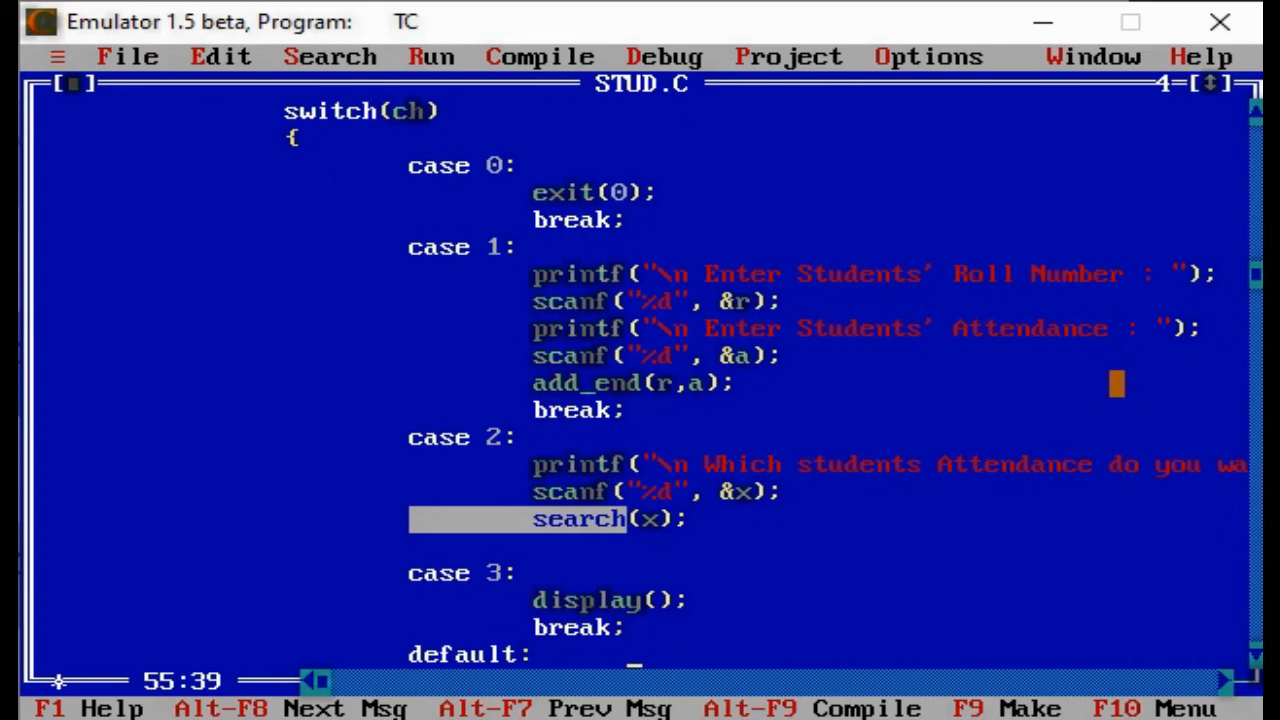 Emulator 1.5 beta, Program: TC
≡ File Edit Search Run Compile Debug Project Options Window Help
[■] STUD.C 4=[↕]
switch(ch)
{
case 0:
exit(0);
break;
case 1:
printf("\n Enter Students' Roll Number : ");
scanf("%d", &r);
printf("\n Enter Students' Attendance : ");
scanf("%d", &a);
add_end(r,a);
break;
case 2:
printf("\n Which students Attendance do you wa
scanf("%d", &x);
search(x);
case 3:
display();
break;
default:
55:39
F1 Help Alt-F8 Next Msg Alt-F7 Prev Msg Alt-F9 Compile F9 Make F10 Menu